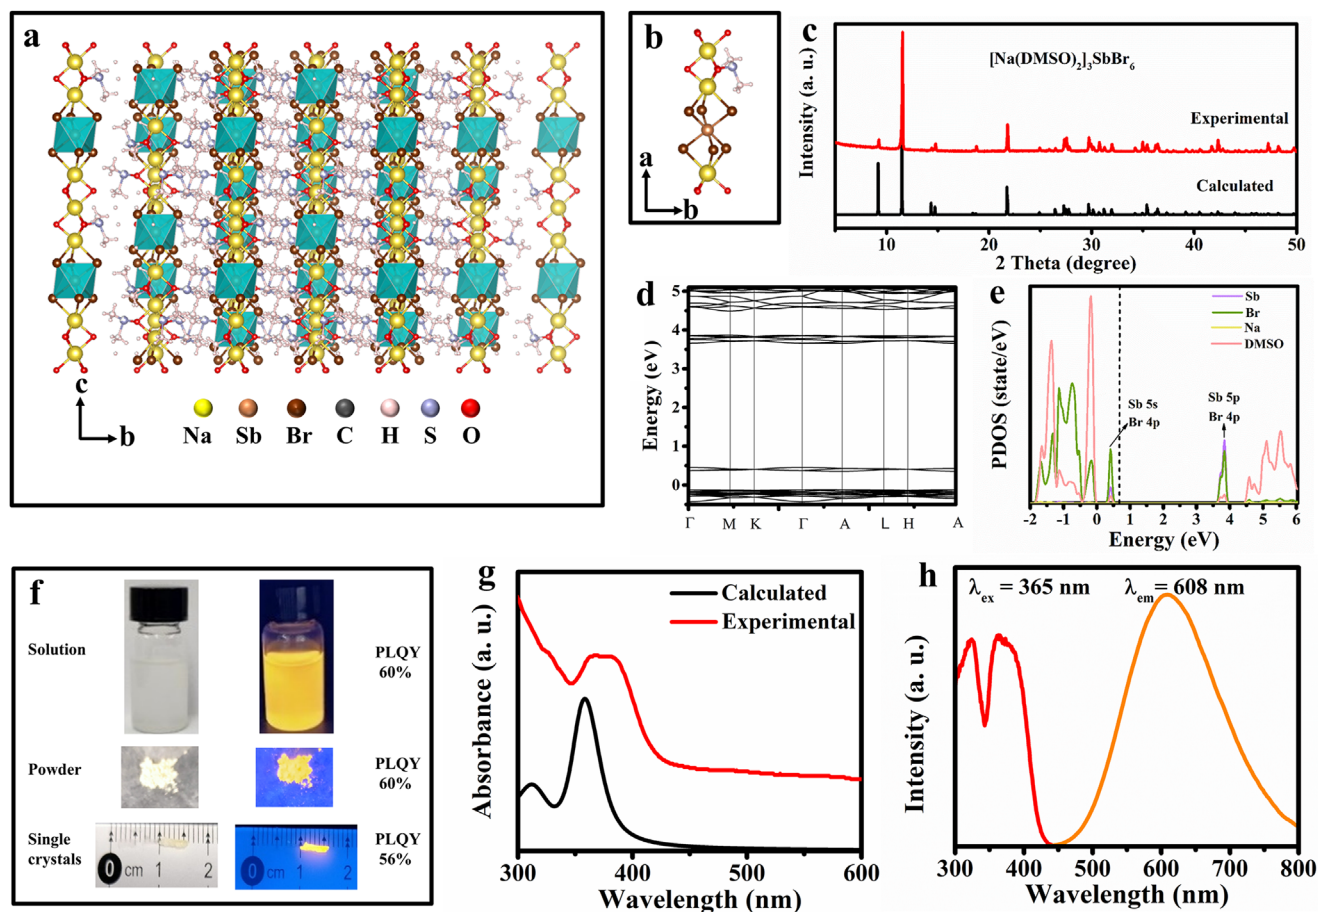 a
c
b
Na Sb Br C H S O
b
a
b
c
[Na(DMSO)₂]₃SbBr₆
Experimental
Calculated
Intensity (a. u.)
10 20 30 40 50
2 Theta (degree)
d
5
4
3
2
1
0
Energy (eV)
Γ M K Γ A L H A
e
Sb
Br
Na
DMSO
Sb 5s
Br 4p
Sb 5p
Br 4p
PDOS (state/eV)
-2 -1 0 1 2 3 4 5 6
Energy (eV)
f
Solution
PLQY
60%
Powder
PLQY
60%
Single
crystals
0 cm 1 2
0 cm 1 2
PLQY
56%
g
Calculated
Experimental
Absorbance (a. u.)
300 400 500 600
Wavelength (nm)
h
λex = 365 nm λem = 608 nm
Intensity (a. u.)
300 400 500 600 700 800
Wavelength (nm)